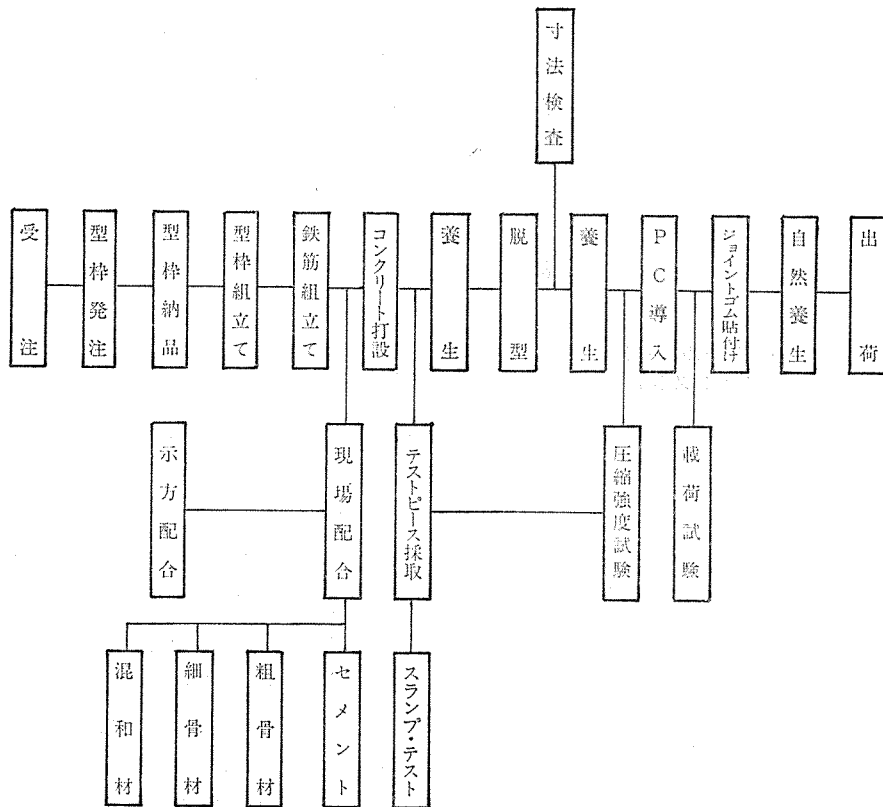 寸法検査
受注
型枠発注
型枠納品
型枠組立て
鉄筋組立て
コンクリート打設
養生
脱型
養生
PC導入
ジョイントゴム貼付け
自然養生
出荷
示方配合
現場配合
テストピース採取
圧縮強度試験
載荷試験
混和材
細骨材
粗骨材
セメント
スランプ・テスト